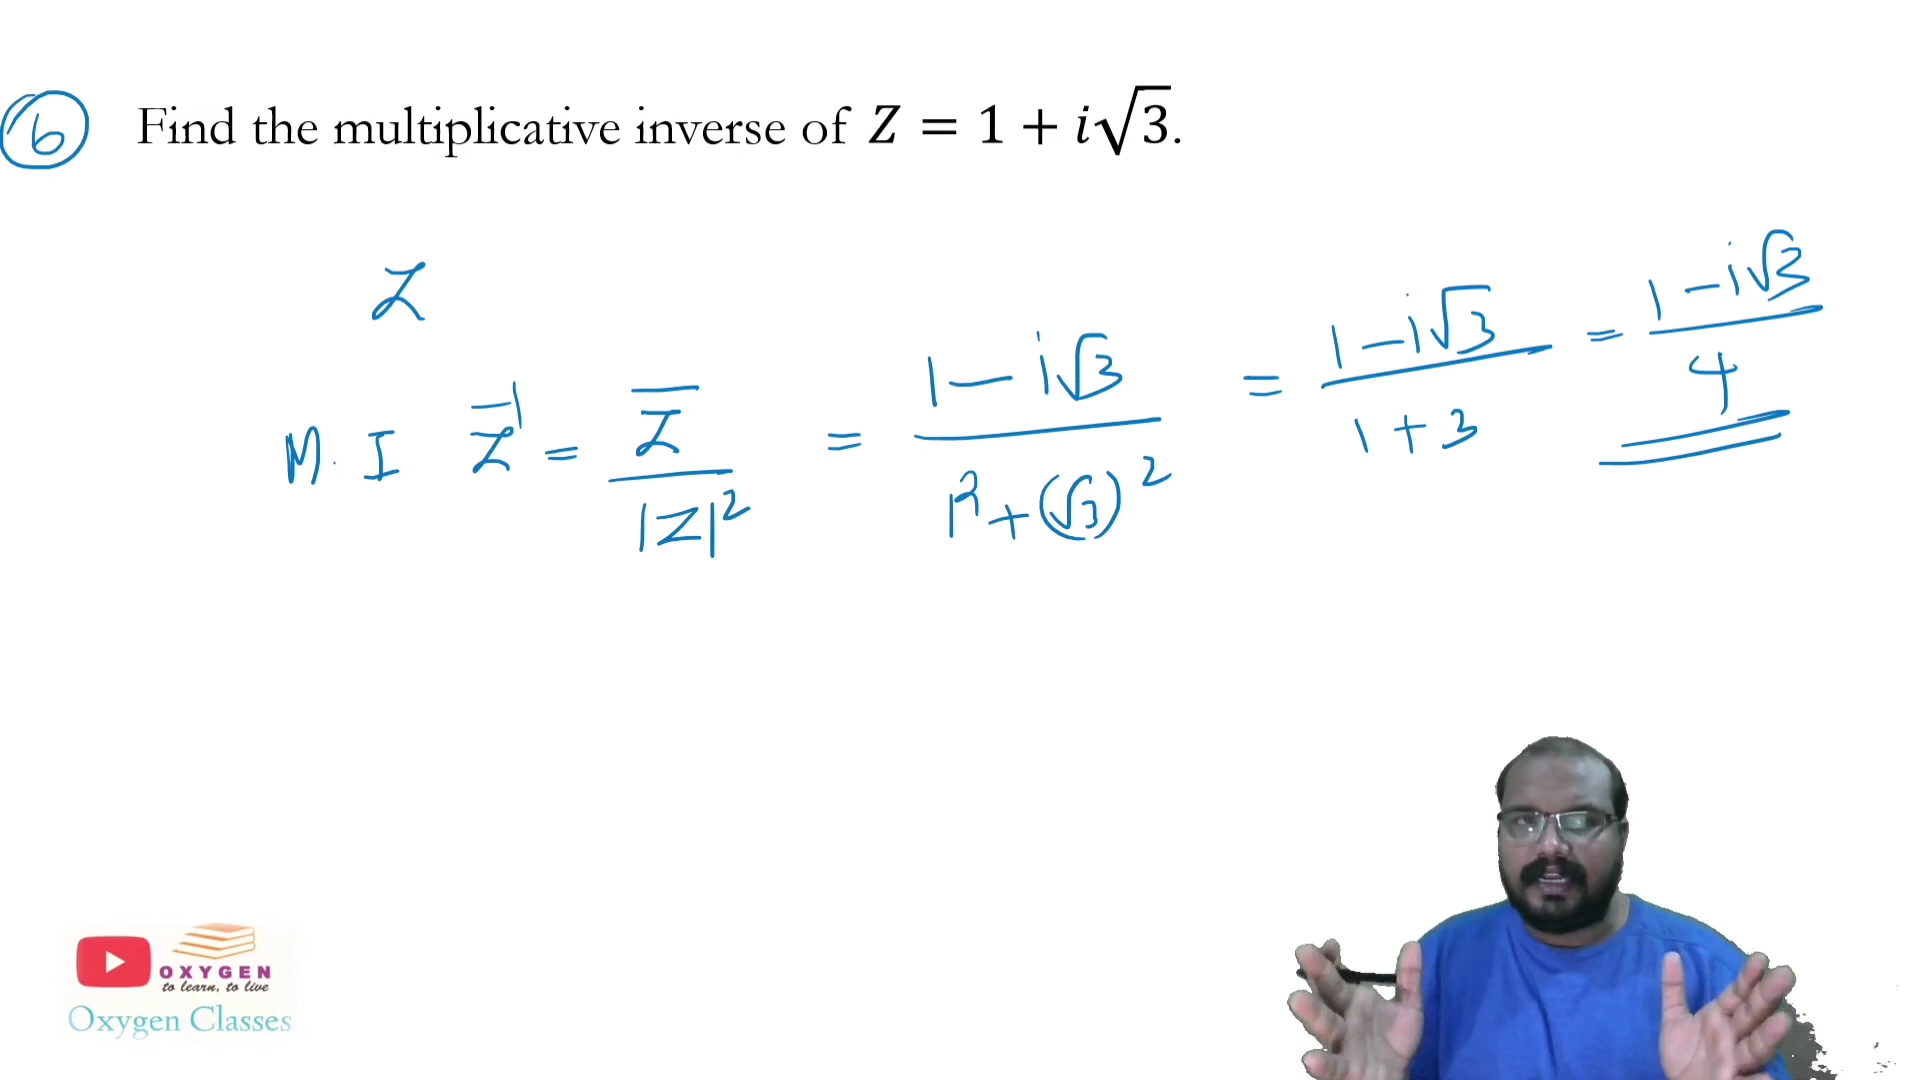 6 Find the multiplicative inverse of Z = 1 + i√3.
Z
M. I Z⁻¹ = Z̅ / |Z|² = (1 − i√3) / (1² + (√3)²) = (1 − i√3) / (1 + 3) = (1 − i√3) / 4
OXYGEN
to learn, to live
Oxygen Classes